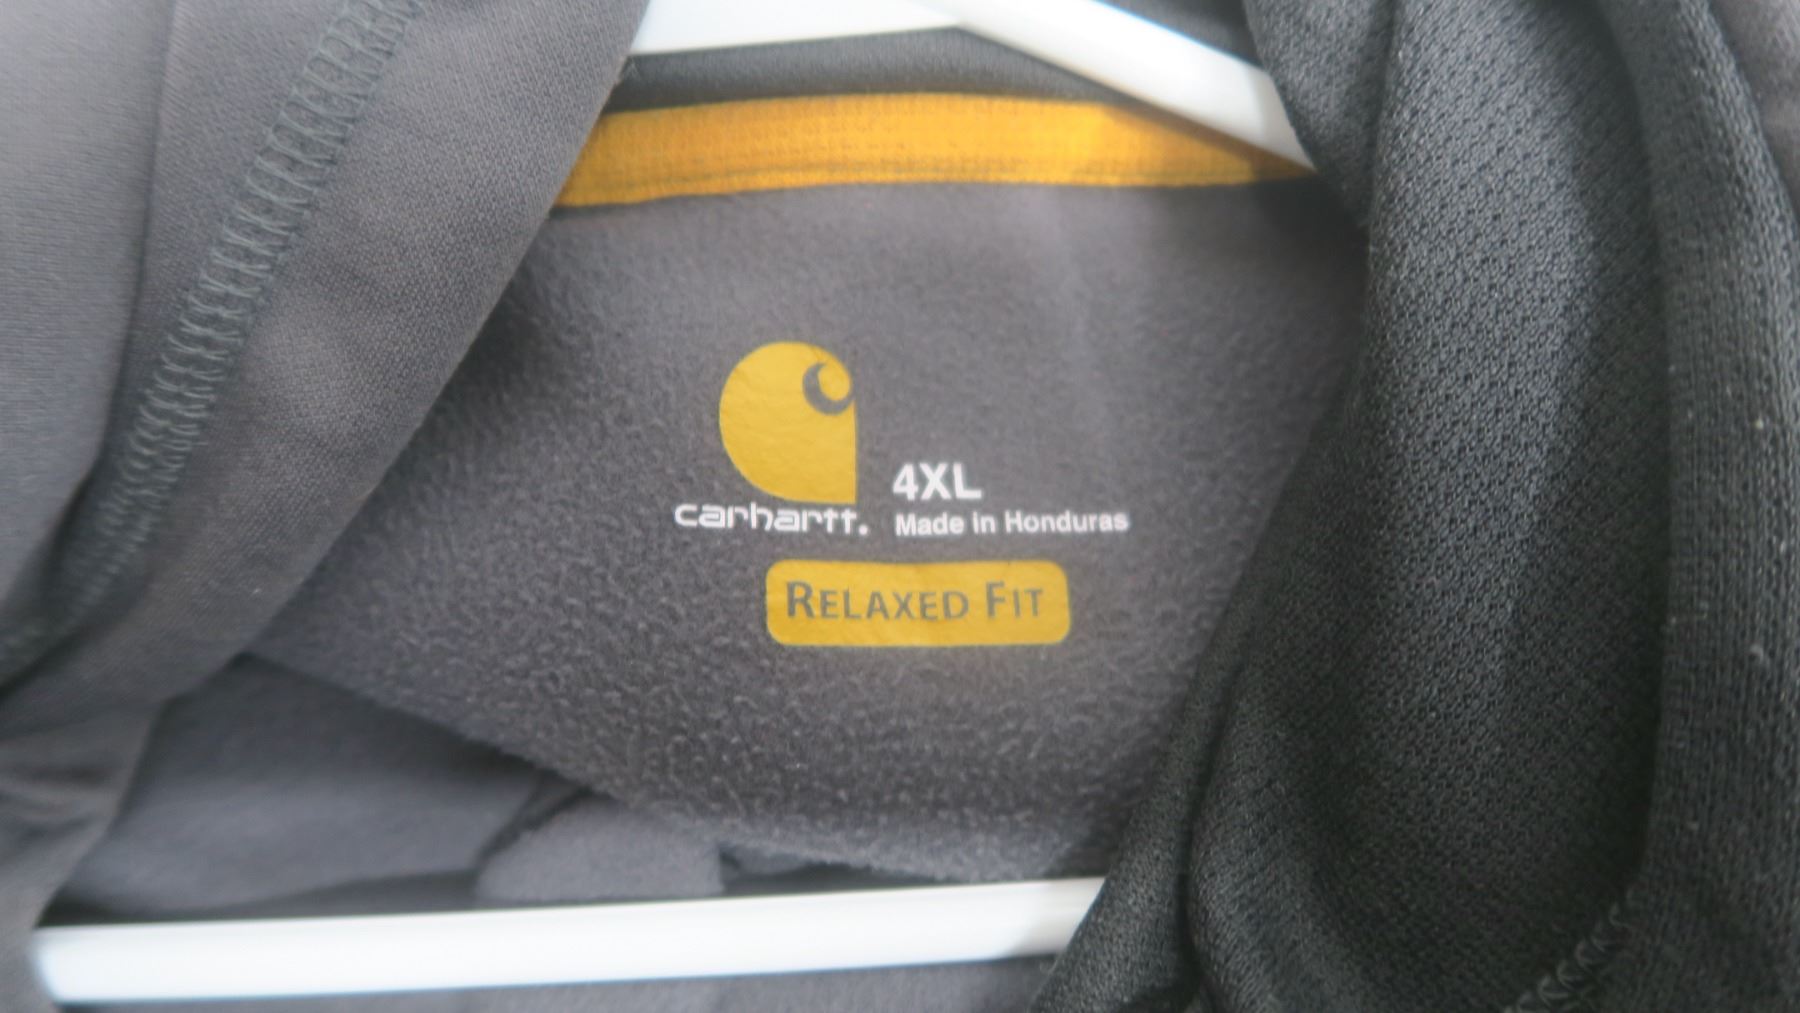 4XL
carhartt. Made in Honduras
RELAXED FIT